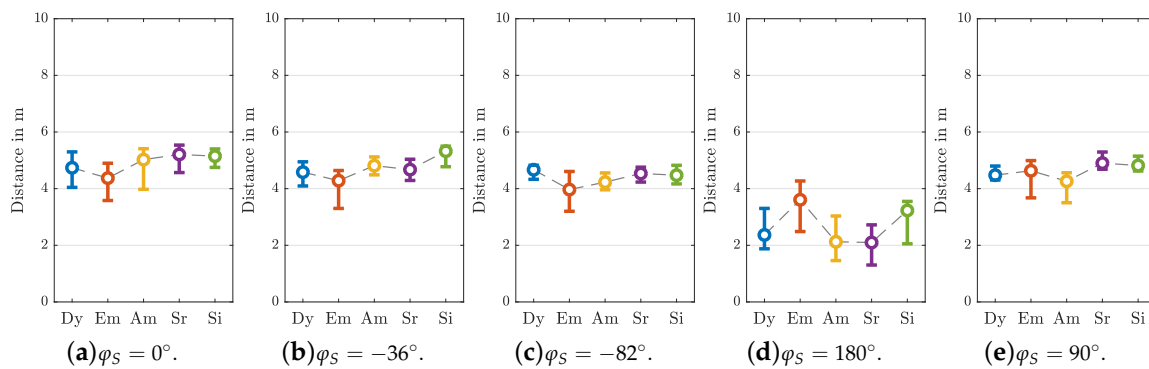 10
8
6
4
2
0
Distance in m
Dy Em Am Sr Si
(a) φS = 0°.
10
8
6
4
2
0
Distance in m
Dy Em Am Sr Si
(b) φS = −36°.
10
8
6
4
2
0
Distance in m
Dy Em Am Sr Si
(c) φS = −82°.
10
8
6
4
2
0
Distance in m
Dy Em Am Sr Si
(d) φS = 180°.
10
8
6
4
2
0
Distance in m
Dy Em Am Sr Si
(e) φS = 90°.